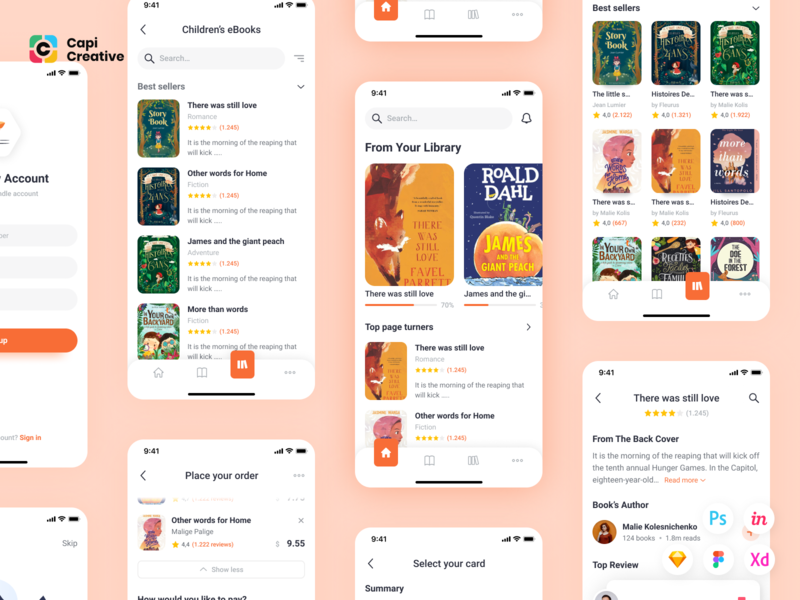 Capi
Creative
r Account
ndle account
ber
up
count? Sign in
Skip
9:41
Children's eBooks
Search...
Best sellers
There was still love
Romance
(1.245)
It is the morning of the reaping that
will kick ....
Other words for Home
Fiction
(1.245)
It is the morning of the reaping that
will kick ....
James and the giant peach
Adventure
(1.245)
It is the morning of the reaping that
will kick ....
More than words
Fiction
(1.245)
It is the morning of the reaping that
9:41
Place your order
Other words for Home
Malige Palige
4,4 (1.222 reviews)
$ 9.55
Show less
How would you like to pay?
9:41
Search...
From Your Library
THERE
WAS
STILL
LOVE
FAVEL
PARRETT
ROALD
DAHL
JAMES
AND THE
GIANT PEACH
There was still love
70%
James and the gi...
Top page turners
There was still love
Romance
(1.245)
It is the morning of the reaping that
will kick ....
Other words for Home
Fiction
(1.245)
9:41
Select your card
Summary
Best sellers
STORY
BOOK
The little s...
Jean Lumier
4,0 (2.122)
Histoires De...
by Fleurus
4,0 (1.321)
There was s...
by Malie Kolis
4,0 (1.922)
more
than
words
There was s...
by Malie Kolis
4,0 (667)
There was s...
by Malie Kolis
4,0 (232)
Histoires De...
by Fleurus
4,0 (800)
IN YOUR OWN
BACKYARD
RECETTES
FAMILLE
THE
DOE
IN THE
FOREST
9:41
There was still love
(1.245)
From The Back Cover
It is the morning of the reaping that will kick off
the tenth annual Hunger Games. In the Capitol,
eighteen-year-old... Read more
Book's Author
Malie Kolesnichenko
124 books • 1.8m reads
Top Review
Ps
in
Xd